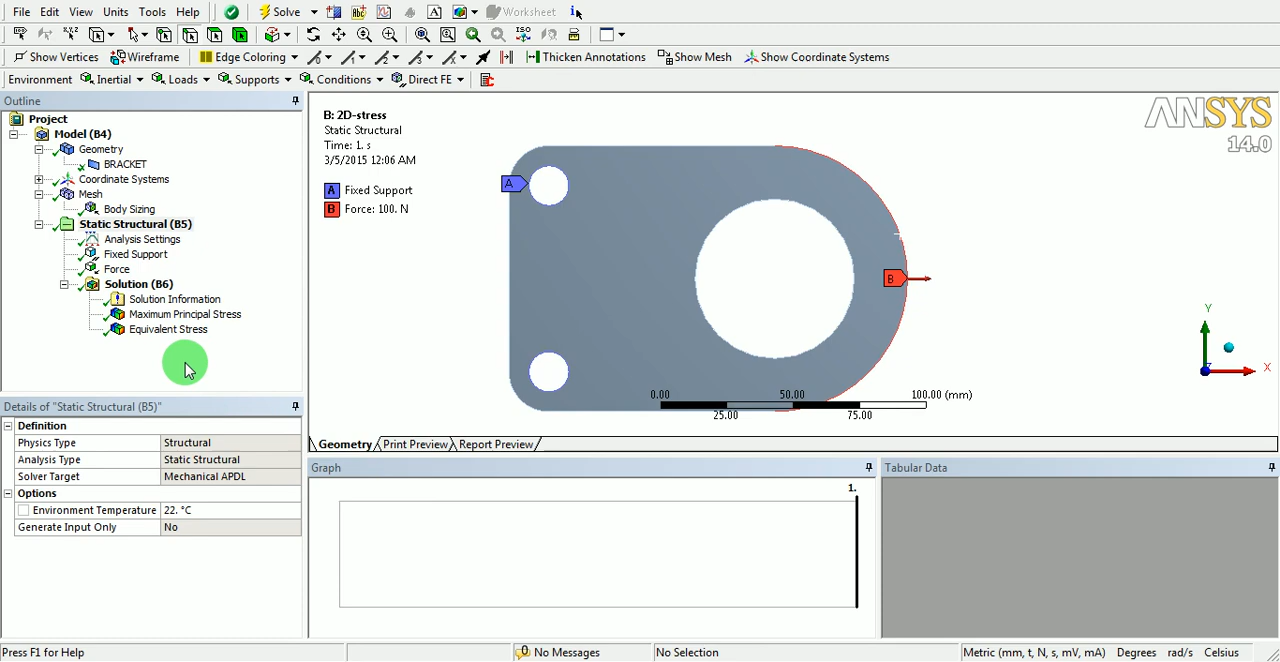 File Edit View Units Tools Help Solve Worksheet
Show Vertices Wireframe Edge Coloring Thicken Annotations Show Mesh Show Coordinate Systems
Environment Inertial Loads Supports Conditions Direct FE
Outline
Project
Model (B4)
Geometry
BRACKET
Coordinate Systems
Mesh
Body Sizing
Static Structural (B5)
Analysis Settings
Fixed Support
Force
Solution (B6)
Solution Information
Maximum Principal Stress
Equivalent Stress
Details of "Static Structural (B5)"
Definition
Physics Type Structural
Analysis Type Static Structural
Solver Target Mechanical APDL
Options
Environment Temperature 22. °C
Generate Input Only No
B: 2D-stress
Static Structural
Time: 1. s
3/5/2015 12:06 AM
A Fixed Support
B Force: 100. N
ANSYS
14.0
A
B
Y
X
0.00 50.00 100.00 (mm)
25.00 75.00
Geometry Print Preview Report Preview
Graph
1.
Tabular Data
Press F1 for Help 0 No Messages No Selection Metric (mm, t, N, s, mV, mA) Degrees rad/s Celsius